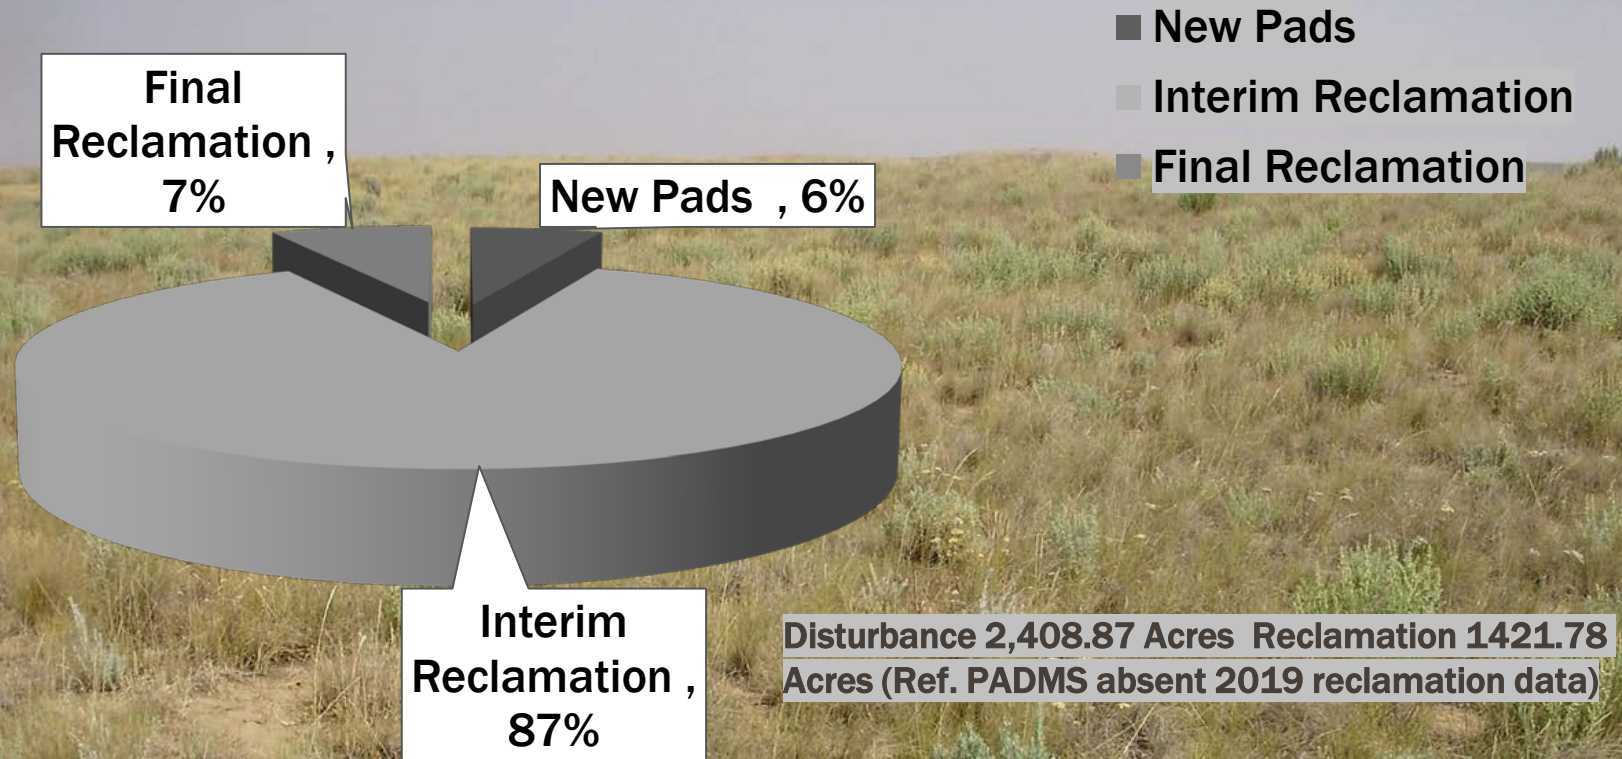 Final
Reclamation ,
7%
New Pads , 6%
Interim
Reclamation ,
87%
New Pads
Interim Reclamation
Final Reclamation
Disturbance 2,408.87 Acres Reclamation 1421.78
Acres (Ref. PADMS absent 2019 reclamation data)